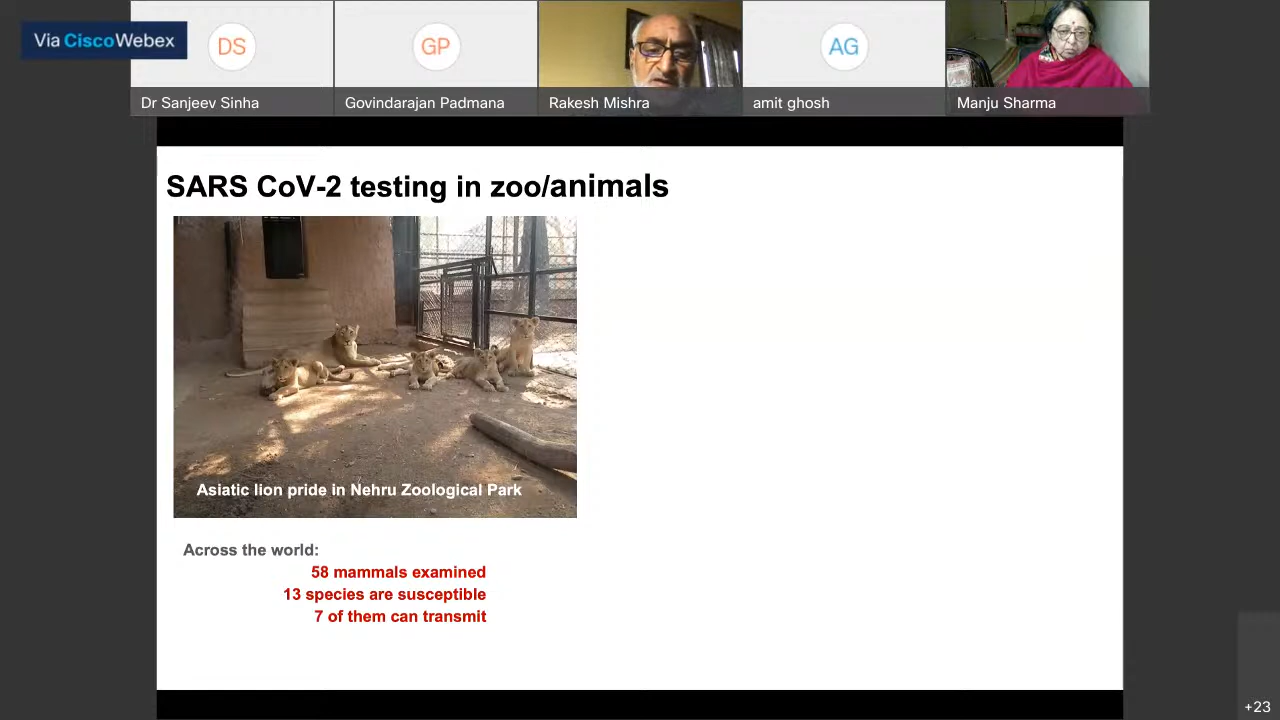 Via Cisco Webex
DS
GP
AG
Dr Sanjeev Sinha
Govindarajan Padmana
Rakesh Mishra
amit ghosh
Manju Sharma
SARS CoV-2 testing in zoo/animals
Asiatic lion pride in Nehru Zoological Park
Across the world:
58 mammals examined
13 species are susceptible
7 of them can transmit
+23